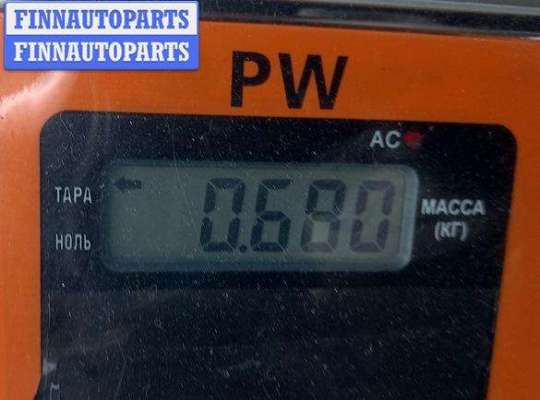 FINNAUTOPARTS
FINNAUTOPARTS
PW
AC
ТАРА
0.680
МАССА
(КГ)
НОЛЬ